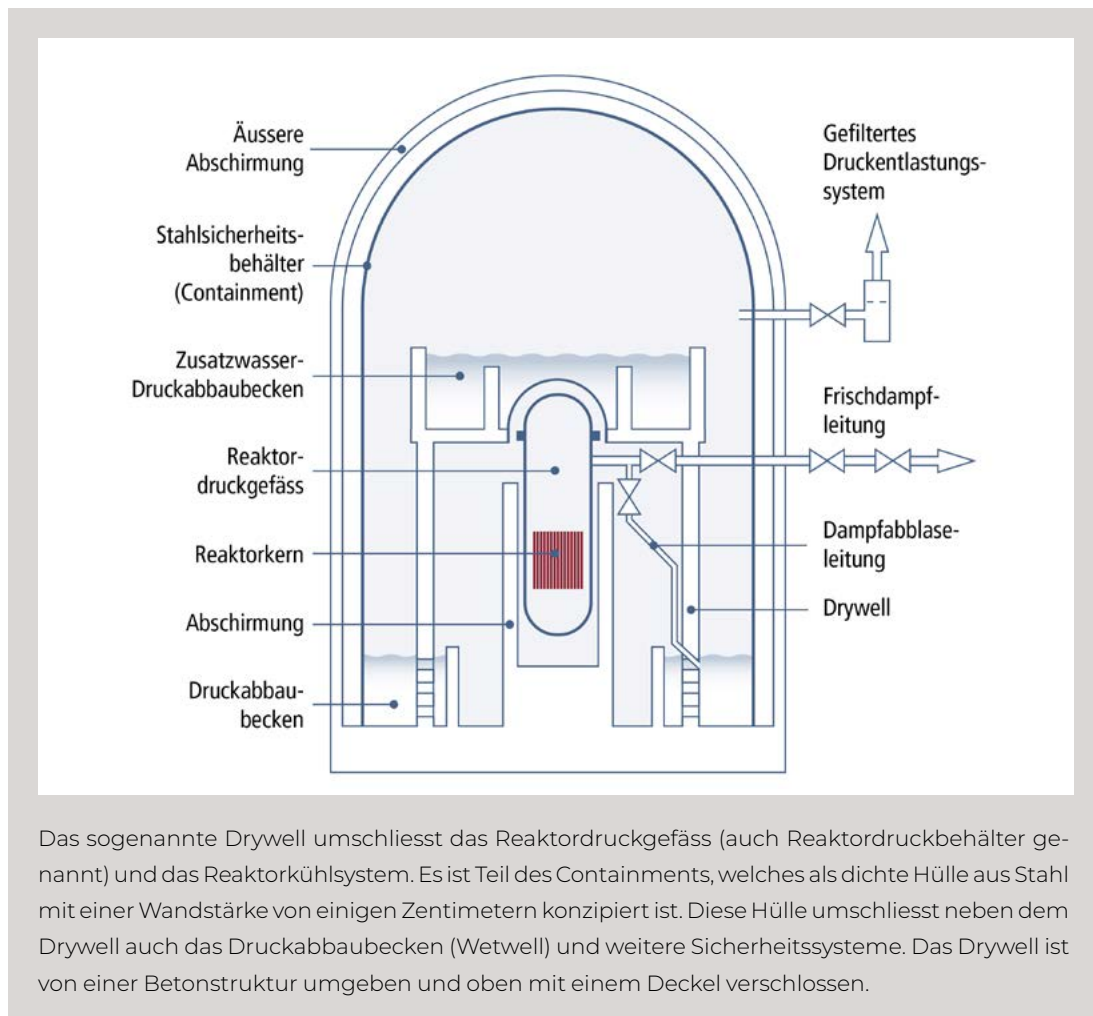 Äussere
Abschirmung
Stahlsicherheits-
behälter
(Containment)
Zusatzwasser-
Druckabbaubecken
Reaktor-
druckgefäss
Reaktorkern
Abschirmung
Druckabbau-
becken
Gefiltertes
Druckentlastungs-
system
Frischdampf-
leitung
Dampfabblase-
leitung
Drywell
Das sogenannte Drywell umschliesst das Reaktordruckgefäss (auch Reaktordruckbehälter ge-
nannt) und das Reaktorkühlsystem. Es ist Teil des Containments, welches als dichte Hülle aus Stahl
mit einer Wandstärke von einigen Zentimetern konzipiert ist. Diese Hülle umschliesst neben dem
Drywell auch das Druckabbaubecken (Wetwell) und weitere Sicherheitssysteme. Das Drywell ist
von einer Betonstruktur umgeben und oben mit einem Deckel verschlossen.